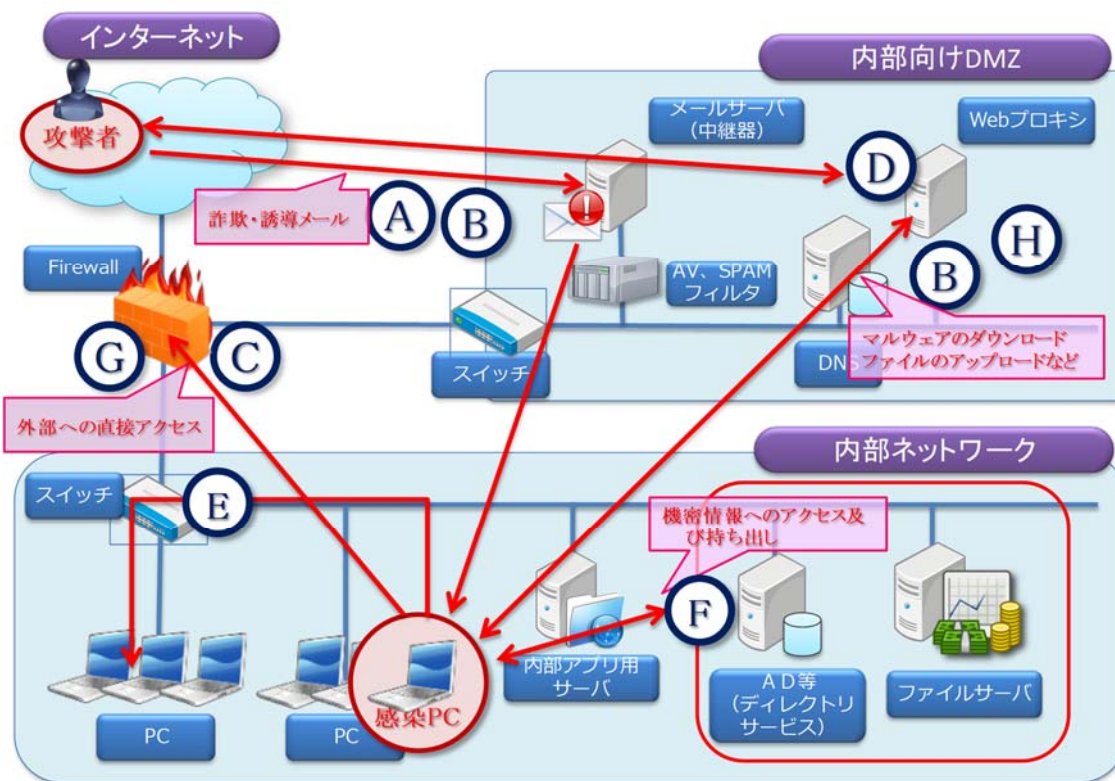 インターネット
内部向けDMZ
攻撃者
メールサーバ
（中継器）
Webプロキシ
D
詐欺・誘導メール
A
B
H
B
Firewall
AV、SPAM
フィルタ
G
C
スイッチ
DNS
マルウェアのダウンロード
ファイルのアップロードなど
外部への直接アクセス
内部ネットワーク
スイッチ
E
機密情報へのアクセス及
び持ち出し
F
内部アプリ用
サーバ
感染PC
PC
PC
ＡＤ等
（ディレクトリ
サービス）
ファイルサーバ